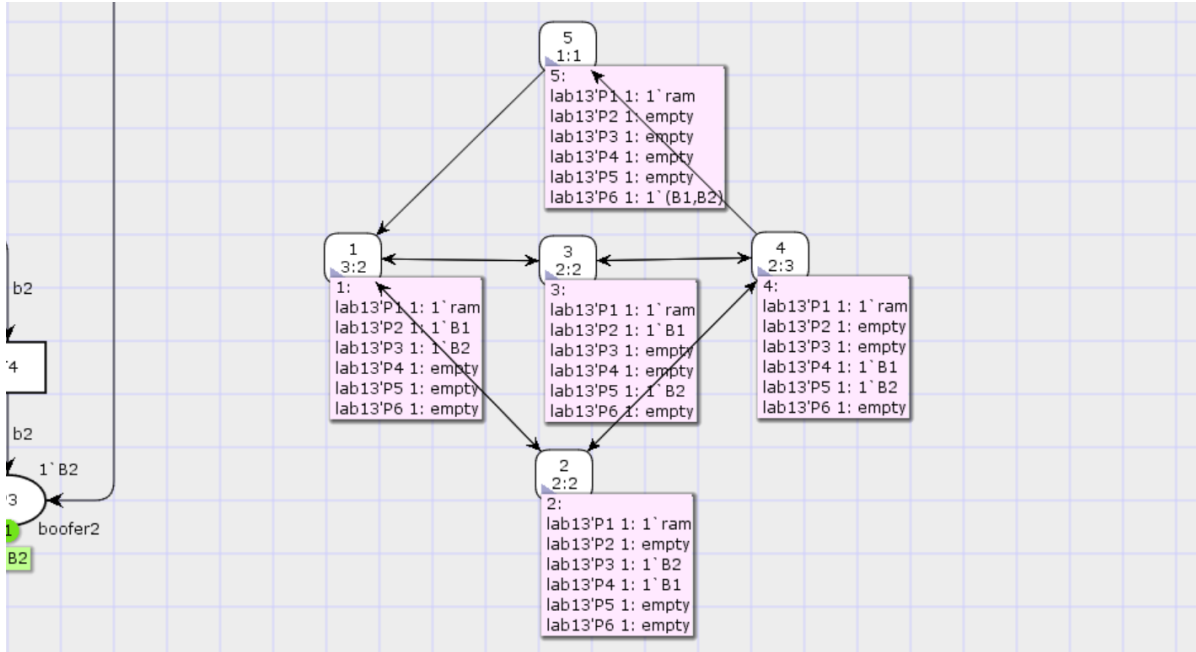 5
1:1
5:
lab13'P1 1: 1`ram
lab13'P2 1: empty
lab13'P3 1: empty
lab13'P4 1: empty
lab13'P5 1: empty
lab13'P6 1: 1`(B1,B2)
1
3:2
1:
lab13'P1 1: 1`ram
lab13'P2 1: 1`B1
lab13'P3 1: 1`B2
lab13'P4 1: empty
lab13'P5 1: empty
lab13'P6 1: empty
3
2:2
3:
lab13'P1 1: 1`ram
lab13'P2 1: 1`B1
lab13'P3 1: empty
lab13'P4 1: empty
lab13'P5 1: 1`B2
lab13'P6 1: empty
4
2:3
4:
lab13'P1 1: 1`ram
lab13'P2 1: empty
lab13'P3 1: empty
lab13'P4 1: 1`B1
lab13'P5 1: 1`B2
lab13'P6 1: empty
b2
4
b2
1`B2
3
1
boofer2
B2
2
2:2
2:
lab13'P1 1: 1`ram
lab13'P2 1: empty
lab13'P3 1: 1`B2
lab13'P4 1: 1`B1
lab13'P5 1: empty
lab13'P6 1: empty